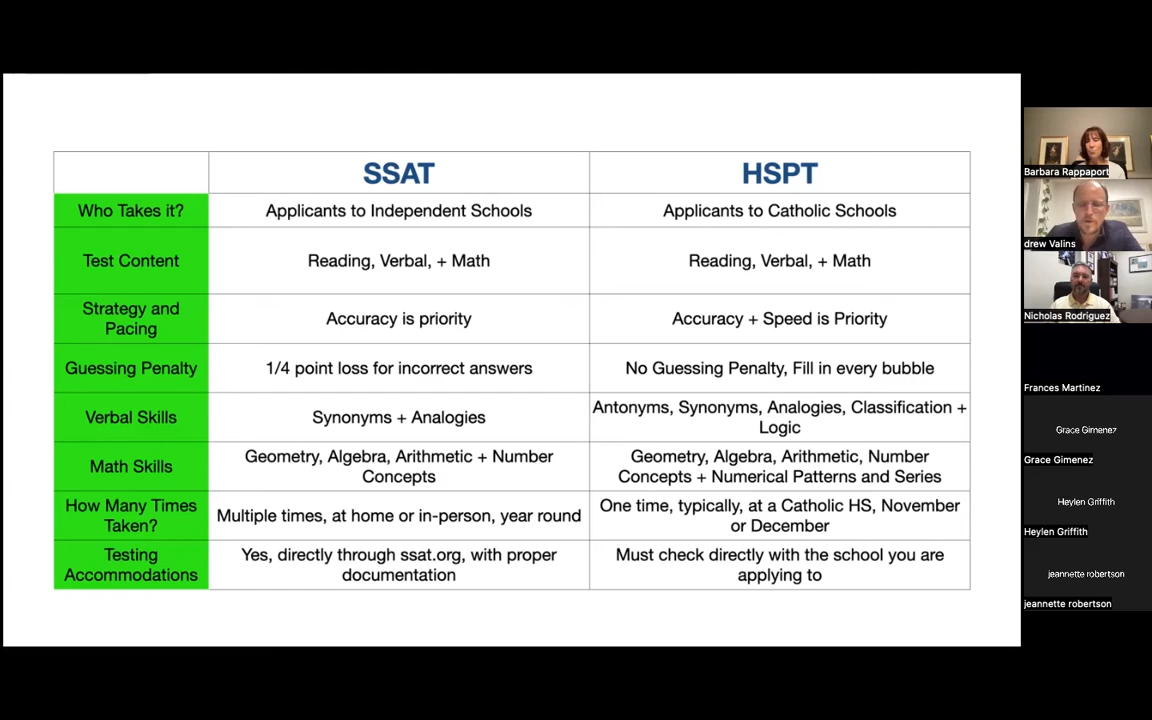 SSAT
HSPT
Who Takes it?
Applicants to Independent Schools
Applicants to Catholic Schools
Test Content
Reading, Verbal, + Math
Reading, Verbal, + Math
Strategy and
Pacing
Accuracy is priority
Accuracy + Speed is Priority
Guessing Penalty
1/4 point loss for incorrect answers
No Guessing Penalty, Fill in every bubble
Verbal Skills
Synonyms + Analogies
Antonyms, Synonyms, Analogies, Classification +
Logic
Math Skills
Geometry, Algebra, Arithmetic + Number
Concepts
Geometry, Algebra, Arithmetic, Number
Concepts + Numerical Patterns and Series
How Many Times
Taken?
Multiple times, at home or in-person, year round
One time, typically, at a Catholic HS, November
or December
Testing
Accommodations
Yes, directly through ssat.org, with proper
documentation
Must check directly with the school you are
applying to
Barbara Rappaport
drew Valins
Nicholas Rodriguez
Frances Martinez
Grace Gimenez
Grace Gimenez
Heylen Griffith
Heylen Griffith
jeannette robertson
jeannette robertson